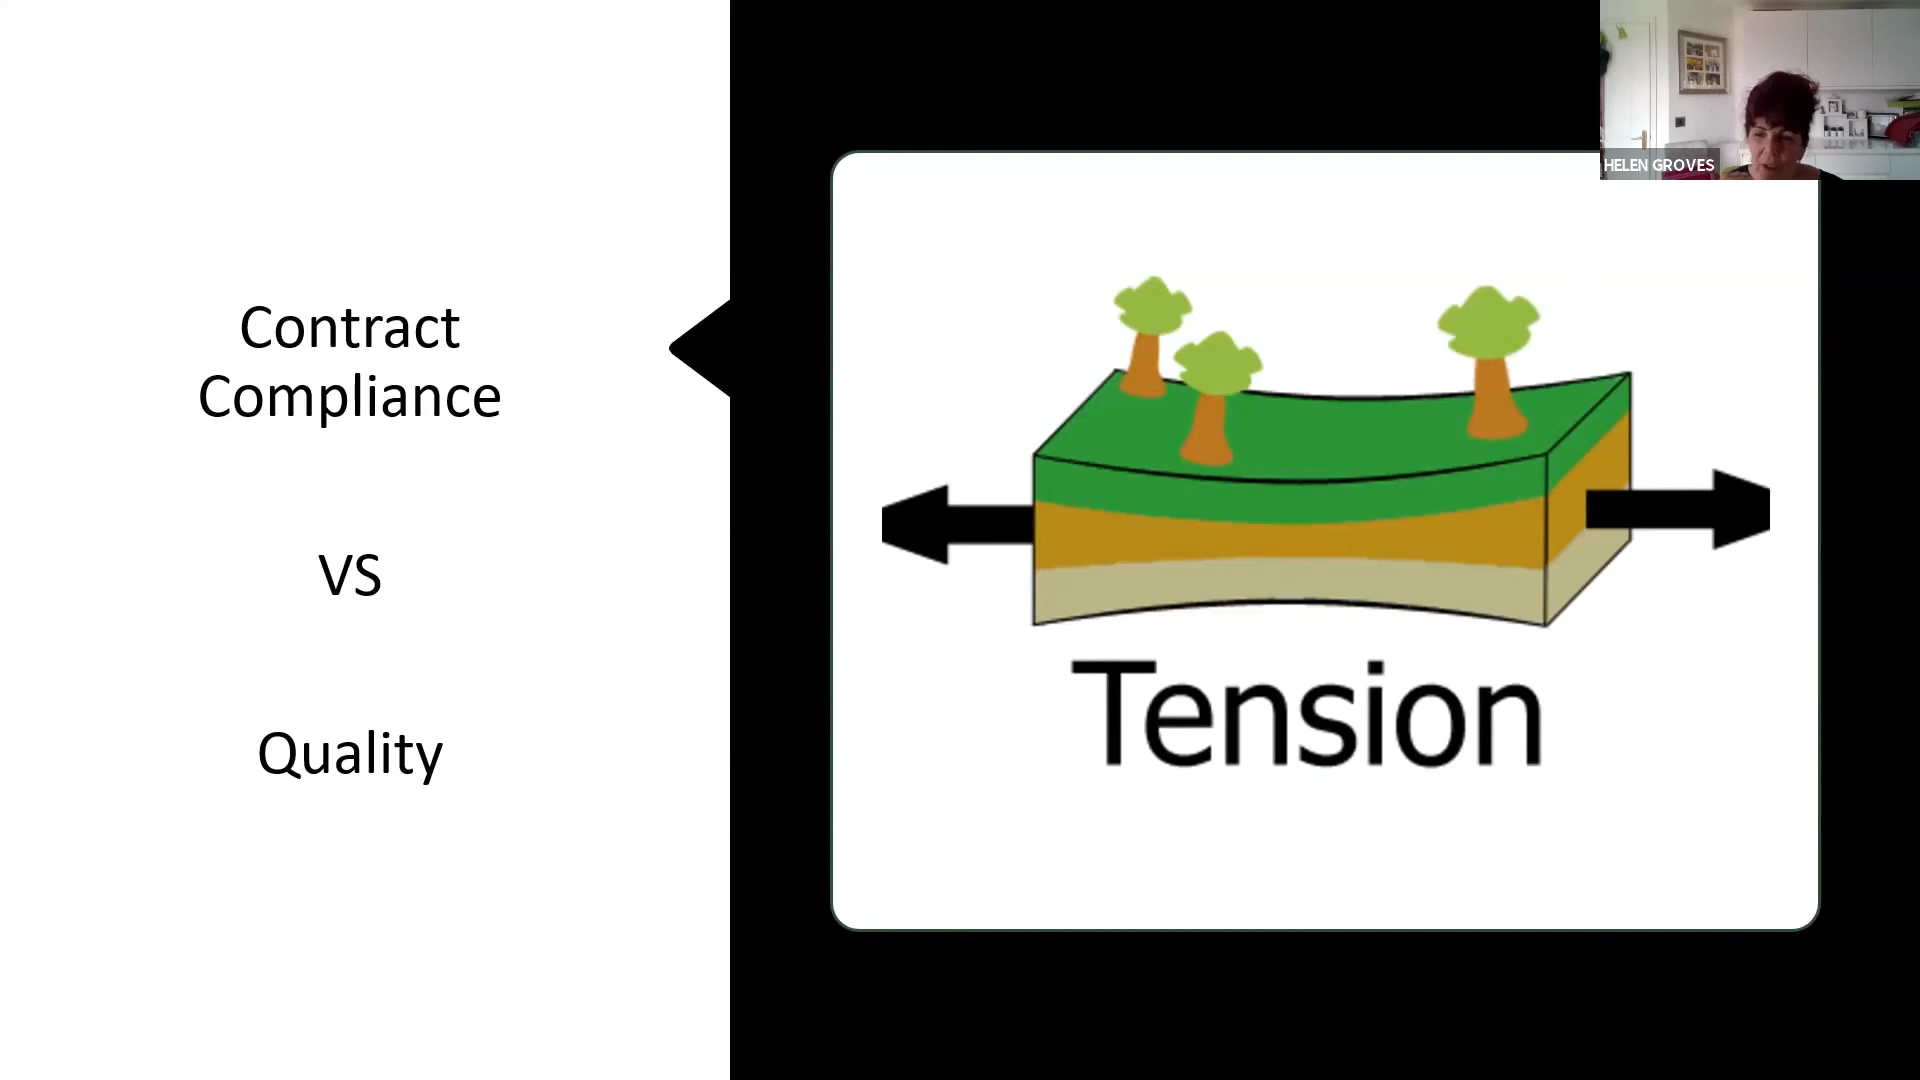 Contract
Compliance
VS
Quality
HELEN GROVES
Tension